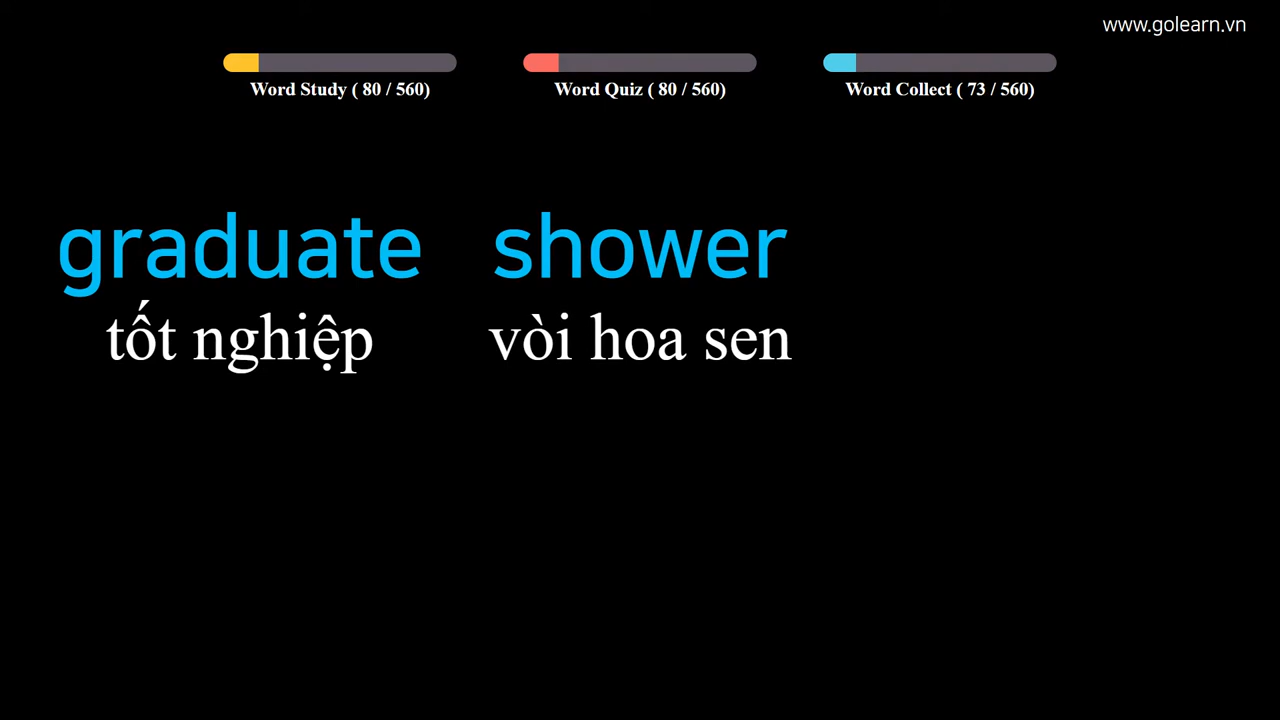 www.golearn.vn
Word Study ( 80 / 560) Word Quiz ( 80 / 560) Word Collect ( 73 / 560)
graduate shower
tốt nghiệp vòi hoa sen